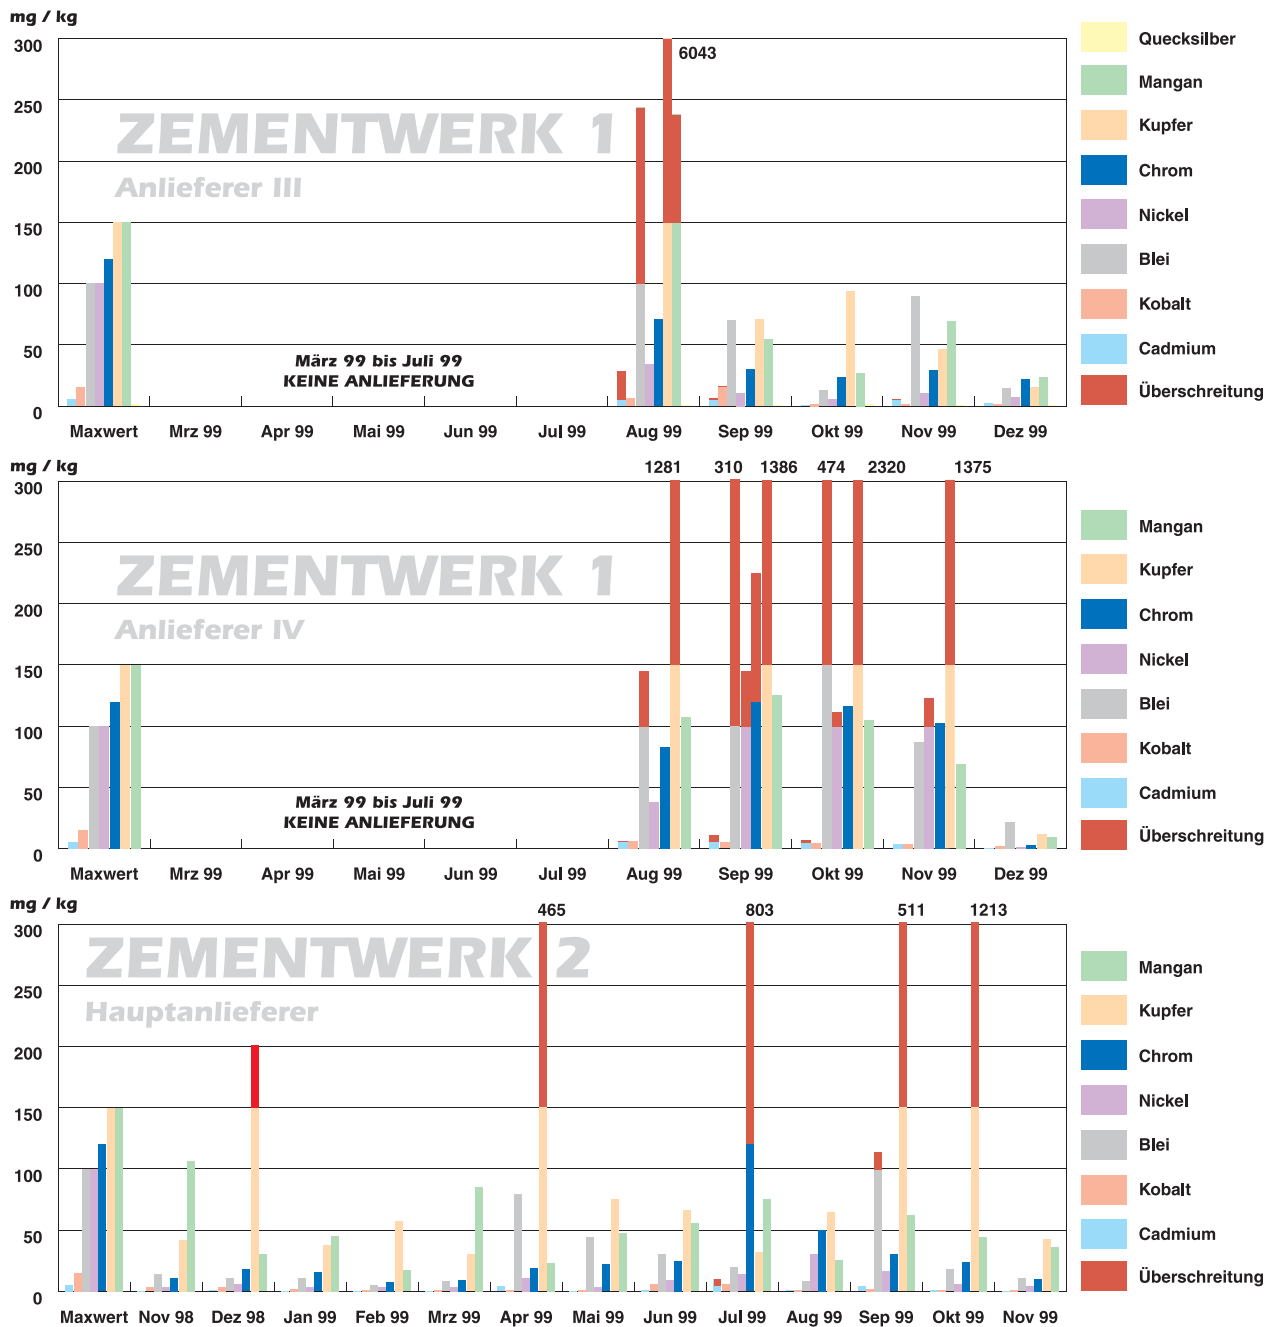 mg / kg
300
250
200
150
100
50
0
ZEMENTWERK 1
Anlieferer III
6043
März 99 bis Juli 99
KEINE ANLIEFERUNG
Maxwert Mrz 99 Apr 99 Mai 99 Jun 99 Jul 99 Aug 99 Sep 99 Okt 99 Nov 99 Dez 99
Quecksilber
Mangan
Kupfer
Chrom
Nickel
Blei
Kobalt
Cadmium
Überschreitung
mg / kg
300
250
200
150
100
50
0
1281 310 1386 474 2320 1375
ZEMENTWERK 1
Anlieferer IV
März 99 bis Juli 99
KEINE ANLIEFERUNG
Maxwert Mrz 99 Apr 99 Mai 99 Jun 99 Jul 99 Aug 99 Sep 99 Okt 99 Nov 99 Dez 99
Mangan
Kupfer
Chrom
Nickel
Blei
Kobalt
Cadmium
Überschreitung
mg / kg
300
250
200
150
100
50
0
465 803 511 1213
ZEMENTWERK 2
Hauptanlieferer
Maxwert Nov 98 Dez 98 Jan 99 Feb 99 Mrz 99 Apr 99 Mai 99 Jun 99 Jul 99 Aug 99 Sep 99 Okt 99 Nov 99
Mangan
Kupfer
Chrom
Nickel
Blei
Kobalt
Cadmium
Überschreitung